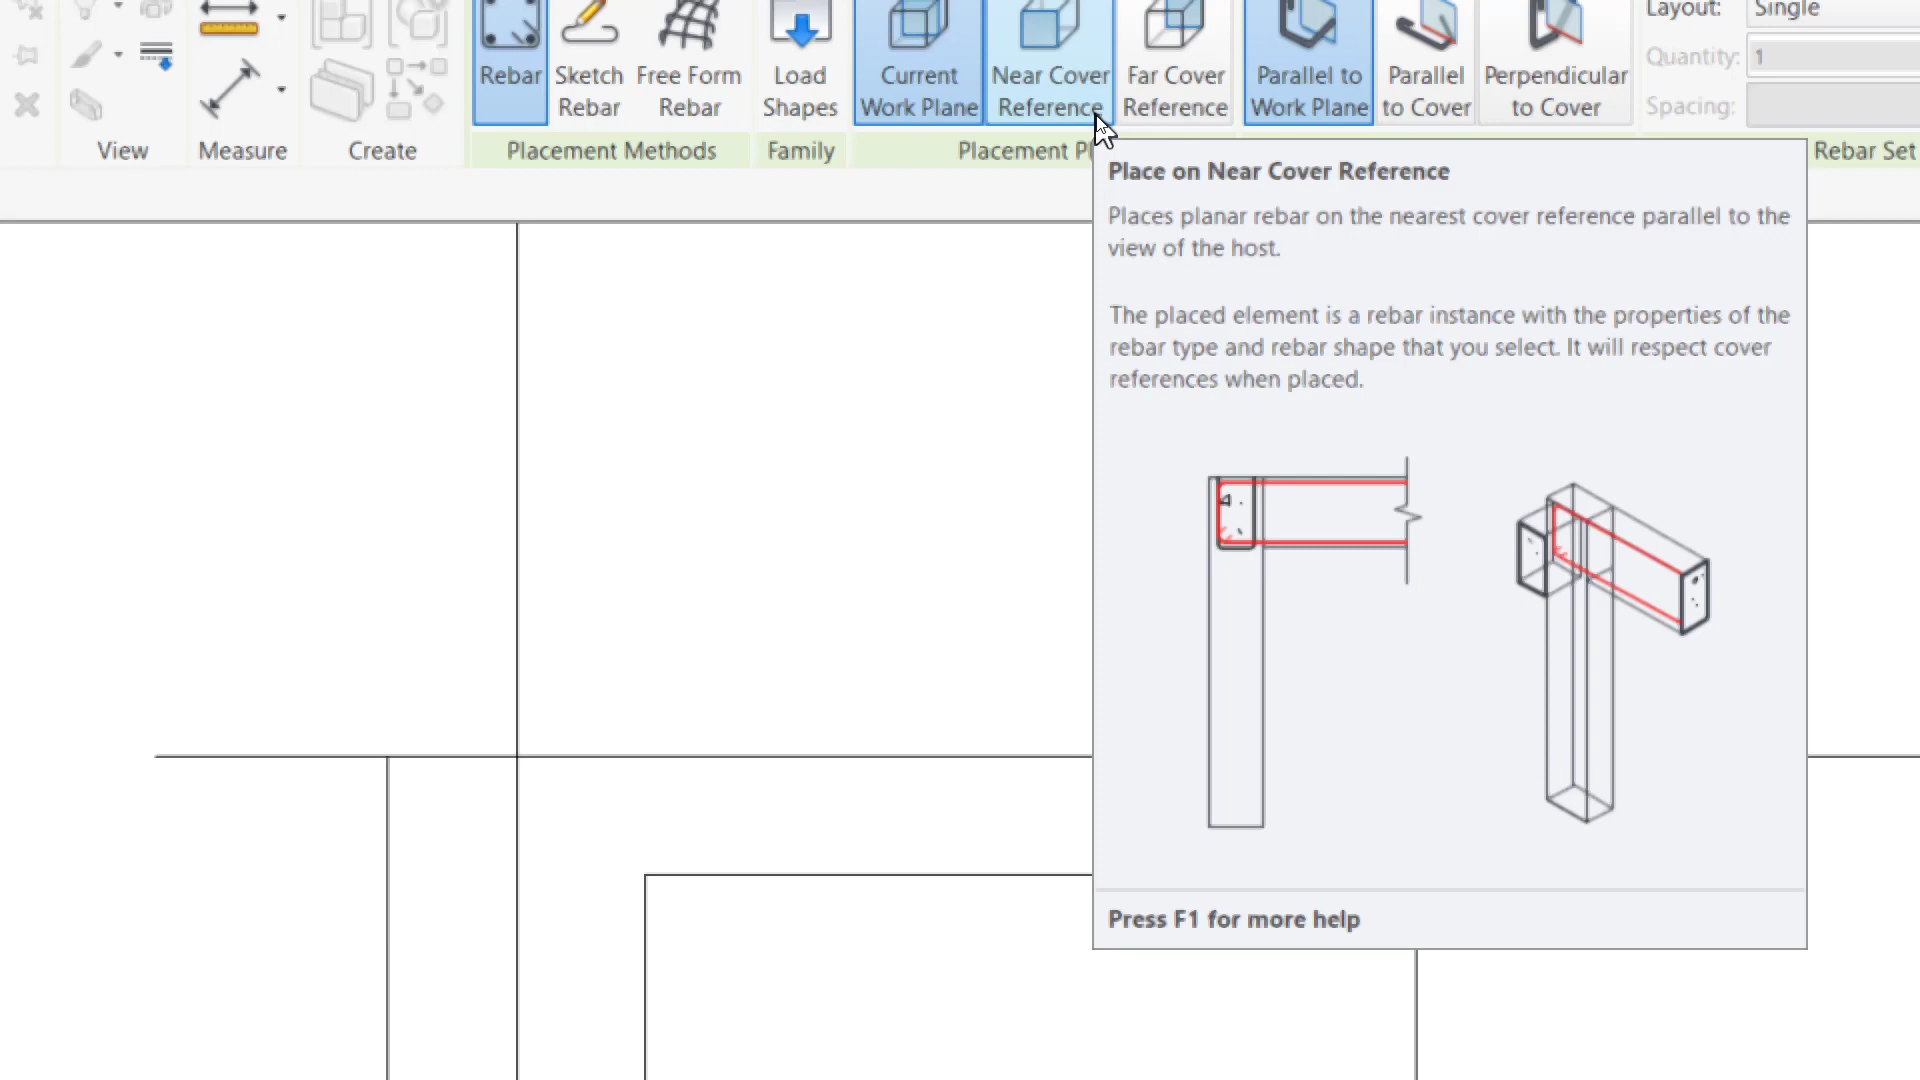 Layout: Single
Quantity: 1
Spacing:
Rebar
Sketch
Rebar
Free Form
Rebar
Load
Shapes
Current
Work Plane
Near Cover
Reference
Far Cover
Reference
Parallel to
Work Plane
Parallel
to Cover
Perpendicular
to Cover
View
Measure
Create
Placement Methods
Family
Placement Pl
Rebar Set
Place on Near Cover Reference
Places planar rebar on the nearest cover reference parallel to the
view of the host.
The placed element is a rebar instance with the properties of the
rebar type and rebar shape that you select. It will respect cover
references when placed.
Press F1 for more help